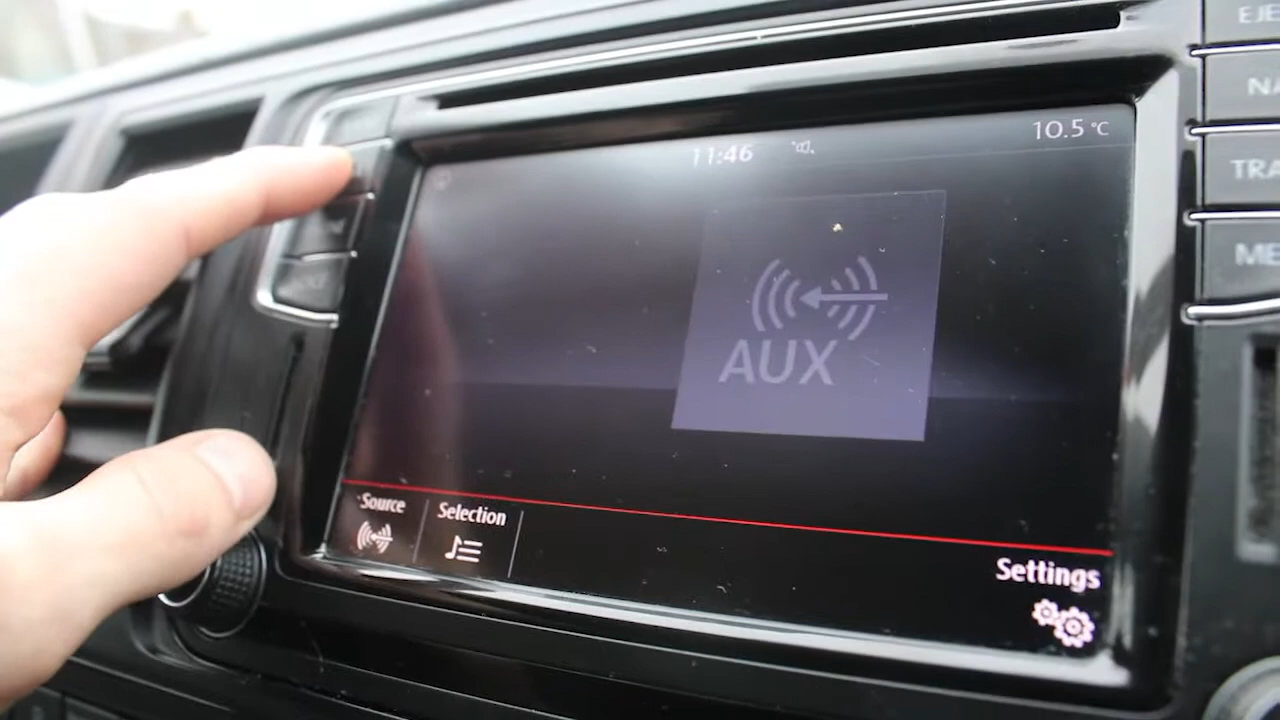 EJE
NA
TRA
ME
11:46
10.5 °C
AUX
Source
Selection
Settings